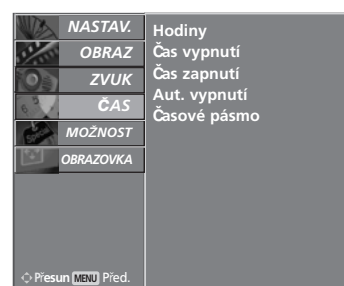 NASTAV.
OBRAZ
ZVUK
ČAS
MOŽNOST
OBRAZOVKA
Hodiny
Čas vypnutí
Čas zapnutí
Aut. vypnutí
Časové pásmo
Přesun MENU Před.